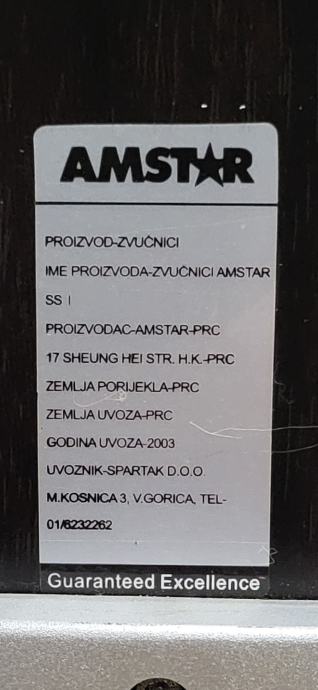 AMSTAR
PROIZVOD-ZVUČNICI
IME PROIZVODA-ZVUČNICI AMSTAR
SS I
PROIZVODAC-AMSTAR-PRC
17 SHEUNG HEI STR. H.K.-PRC
ZEMLJA PORIJEKLA-PRC
ZEMLJA UVOZA-PRC
GODINA UVOZA-2003
UVOZNIK-SPARTAK D.O.O.
M.KOSNICA 3, V.GORICA, TEL-
01/6232262
Guaranteed Excellence